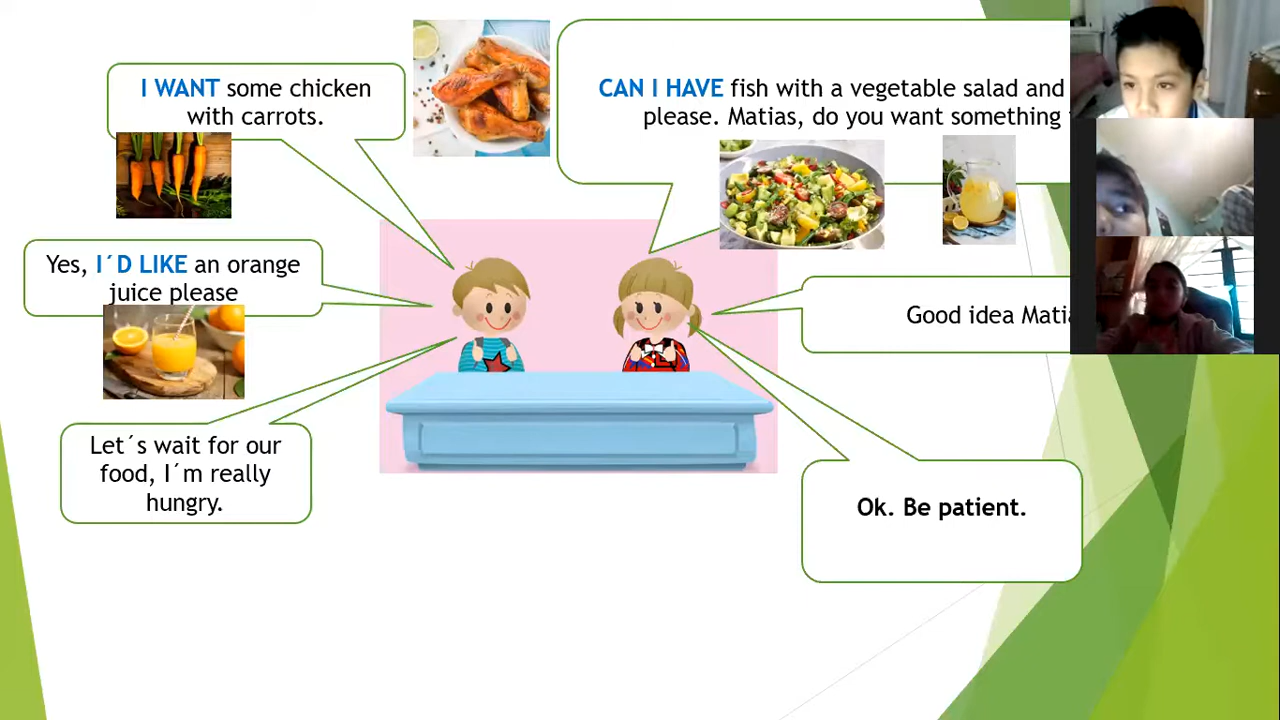 I WANT some chicken
with carrots.
CAN I HAVE fish with a vegetable salad and
please. Matias, do you want something
Yes, I´D LIKE an orange
juice please
Good idea
Let´s wait for our
food, I´m really
hungry.
Ok. Be patient.